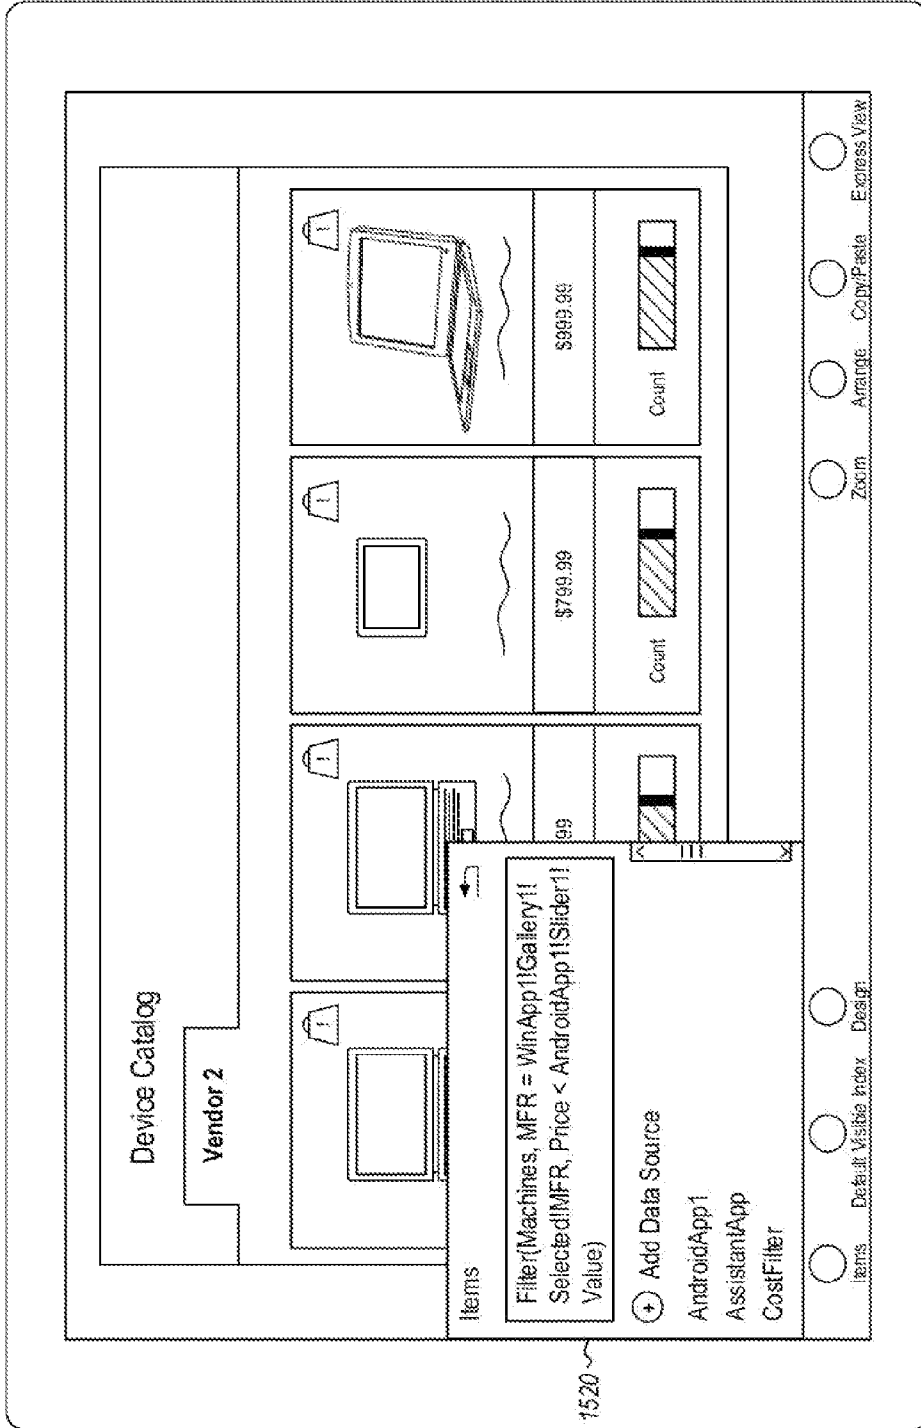 Device Catalog
Vendor 2
!
!
!
!
99
$799.99
$999.99
Count
Count
Items
Filter(Machines, MFR = WinApp1!Gallery1!
Selected!MFR, Price < AndroidApp1!Slider1!
Value)
+ Add Data Source
AndroidApp1
AssistantApp
CostFilter
1520
Items
Default Visible Index
Design
Zoom
Arrange
Copy/Paste
Express View